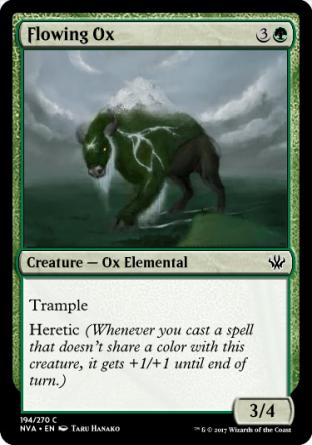 Flowing Ox 3
Creature — Ox Elemental
Trample
Heretic (Whenever you cast a spell
that doesn't share a color with this
creature, it gets +1/+1 until end
of turn.)
3/4
194/270 C
NVA • EN Taru Hanako
™ & © 2017 Wizards of the Coast